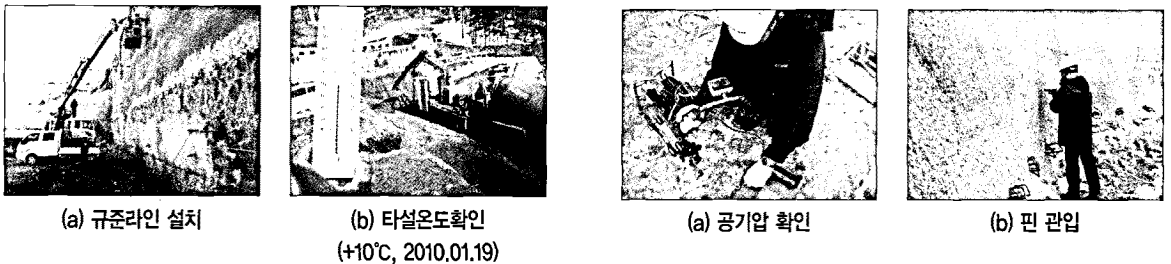 (a) 규준라인 설치
(b) 타설온도확인
(+10℃, 2010.01.19)
(a) 공기압 확인
(b) 핀 관입